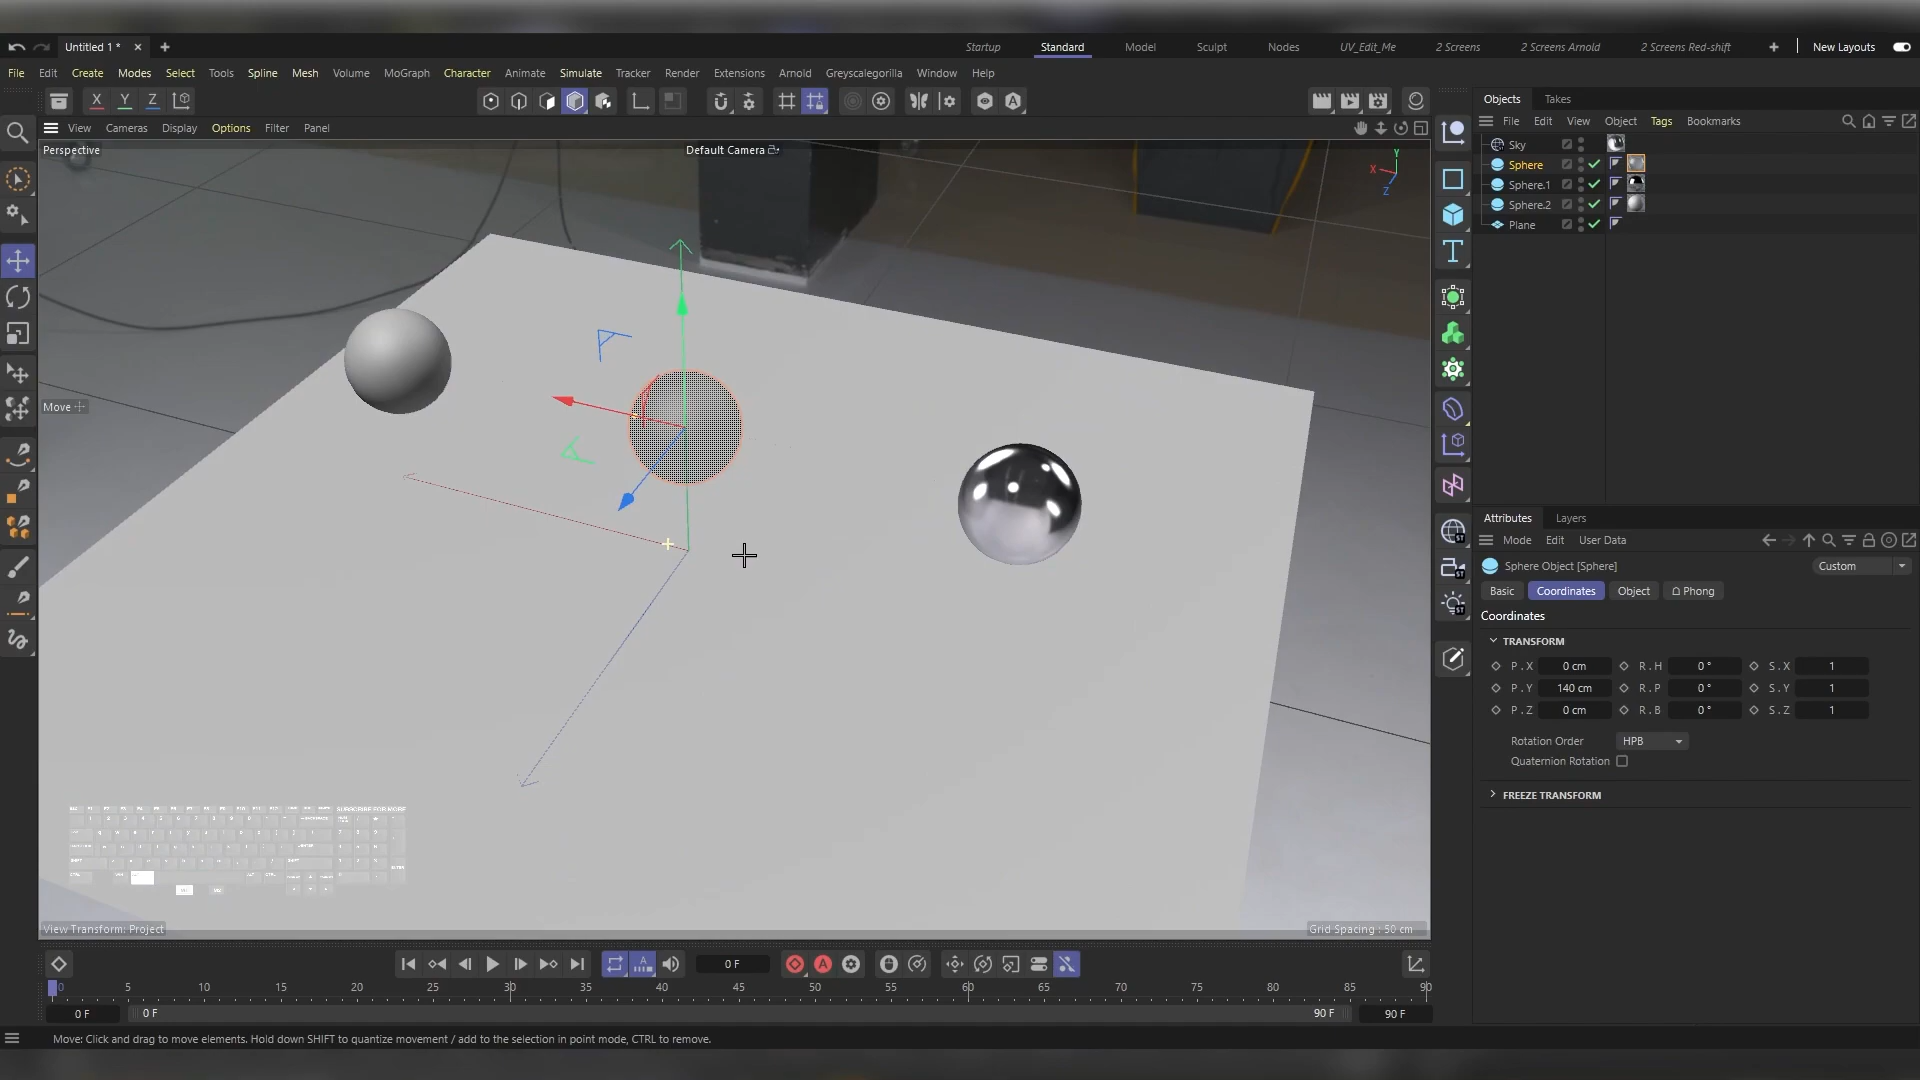 Untitled 1 *
Startup Standard Model Sculpt Nodes UV_Edit_Me 2 Screens 2 Screens Arnold 2 Screens Red-shift New Layouts
File Edit Create Modes Select Tools Spline Mesh Volume MoGraph Character Animate Simulate Tracker Render Extensions Arnold Greyscalegorilla Window Help
X Y Z
View Cameras Display Options Filter Panel
Perspective
Default Camera
Y
X
Z
Move
View Transform: Project
Grid Spacing : 50 cm
Objects Takes
File Edit View Object Tags Bookmarks
Sky
Sphere
Sphere.1
Sphere.2
Plane
Attributes Layers
Mode Edit User Data
Sphere Object [Sphere]
Custom
Basic Coordinates Object Phong
Coordinates
TRANSFORM
P . X 0 cm R . H 0 ° S . X 1
P . Y 140 cm R . P 0 ° S . Y 1
P . Z 0 cm R . B 0 ° S . Z 1
Rotation Order HPB
Quaternion Rotation
FREEZE TRANSFORM
0 F
0 5 10 15 20 25 30 35 40 45 50 55 60 65 70 75 80 85 90
0 F 0 F 90 F 90 F
Move: Click and drag to move elements. Hold down SHIFT to quantize movement / add to the selection in point mode, CTRL to remove.